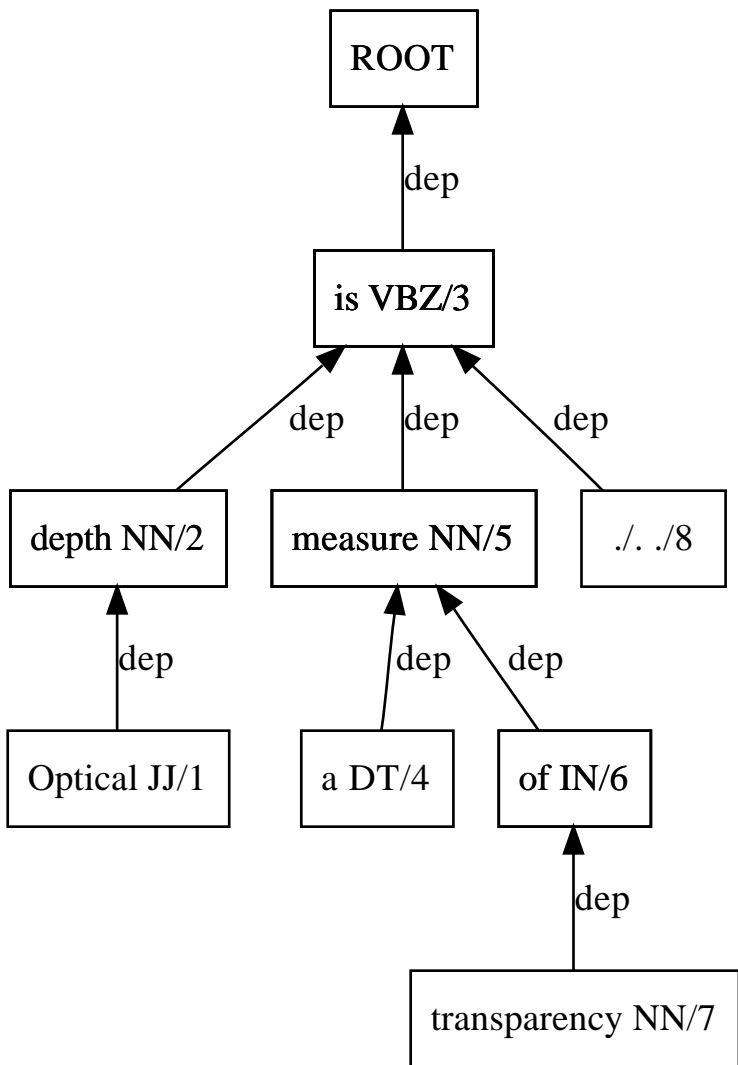 ROOT
dep
is VBZ/3
dep dep dep
depth NN/2 measure NN/5 ./. ./8
dep dep dep
Optical JJ/1 a DT/4 of IN/6
dep
transparency NN/7